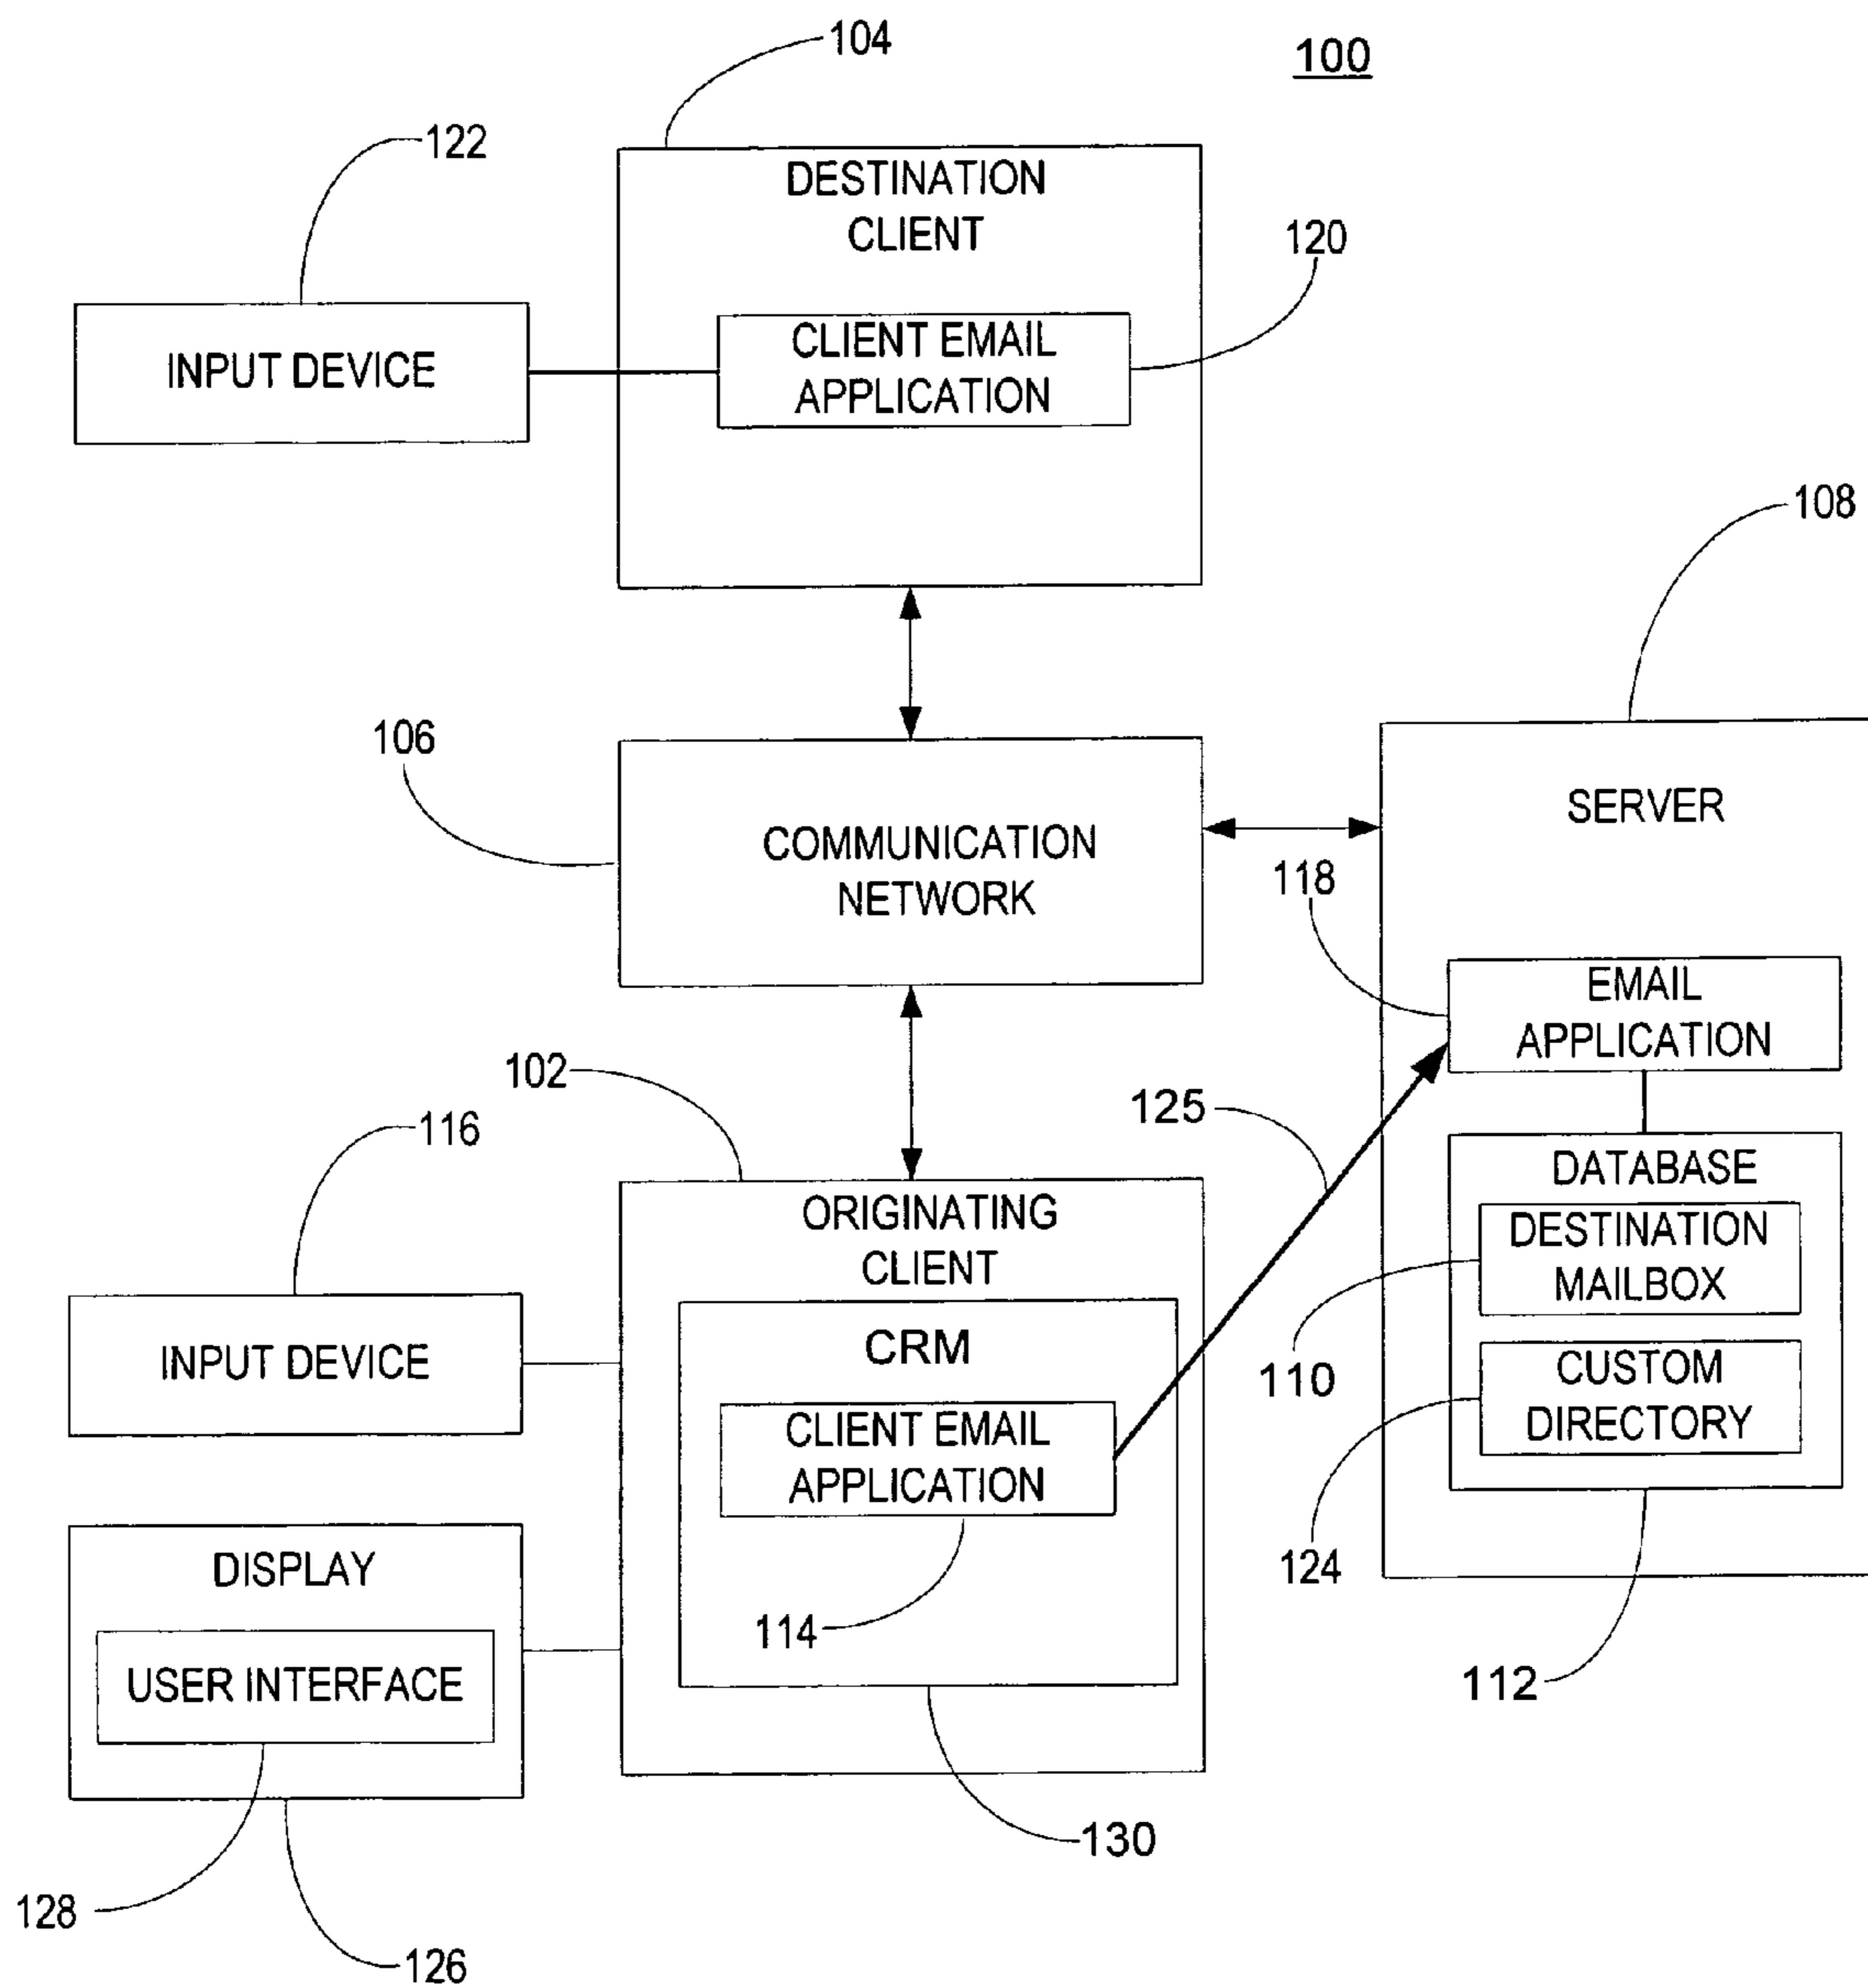 104
100
122
DESTINATION
CLIENT
120
INPUT DEVICE
CLIENT EMAIL
APPLICATION
108
106
COMMUNICATION
NETWORK
SERVER
118
EMAIL
APPLICATION
102
125
116
DATABASE
DESTINATION
MAILBOX
ORIGINATING
CLIENT
INPUT DEVICE
CRM
110
CUSTOM
DIRECTORY
CLIENT EMAIL
APPLICATION
124
DISPLAY
114
USER INTERFACE
112
130
128
126